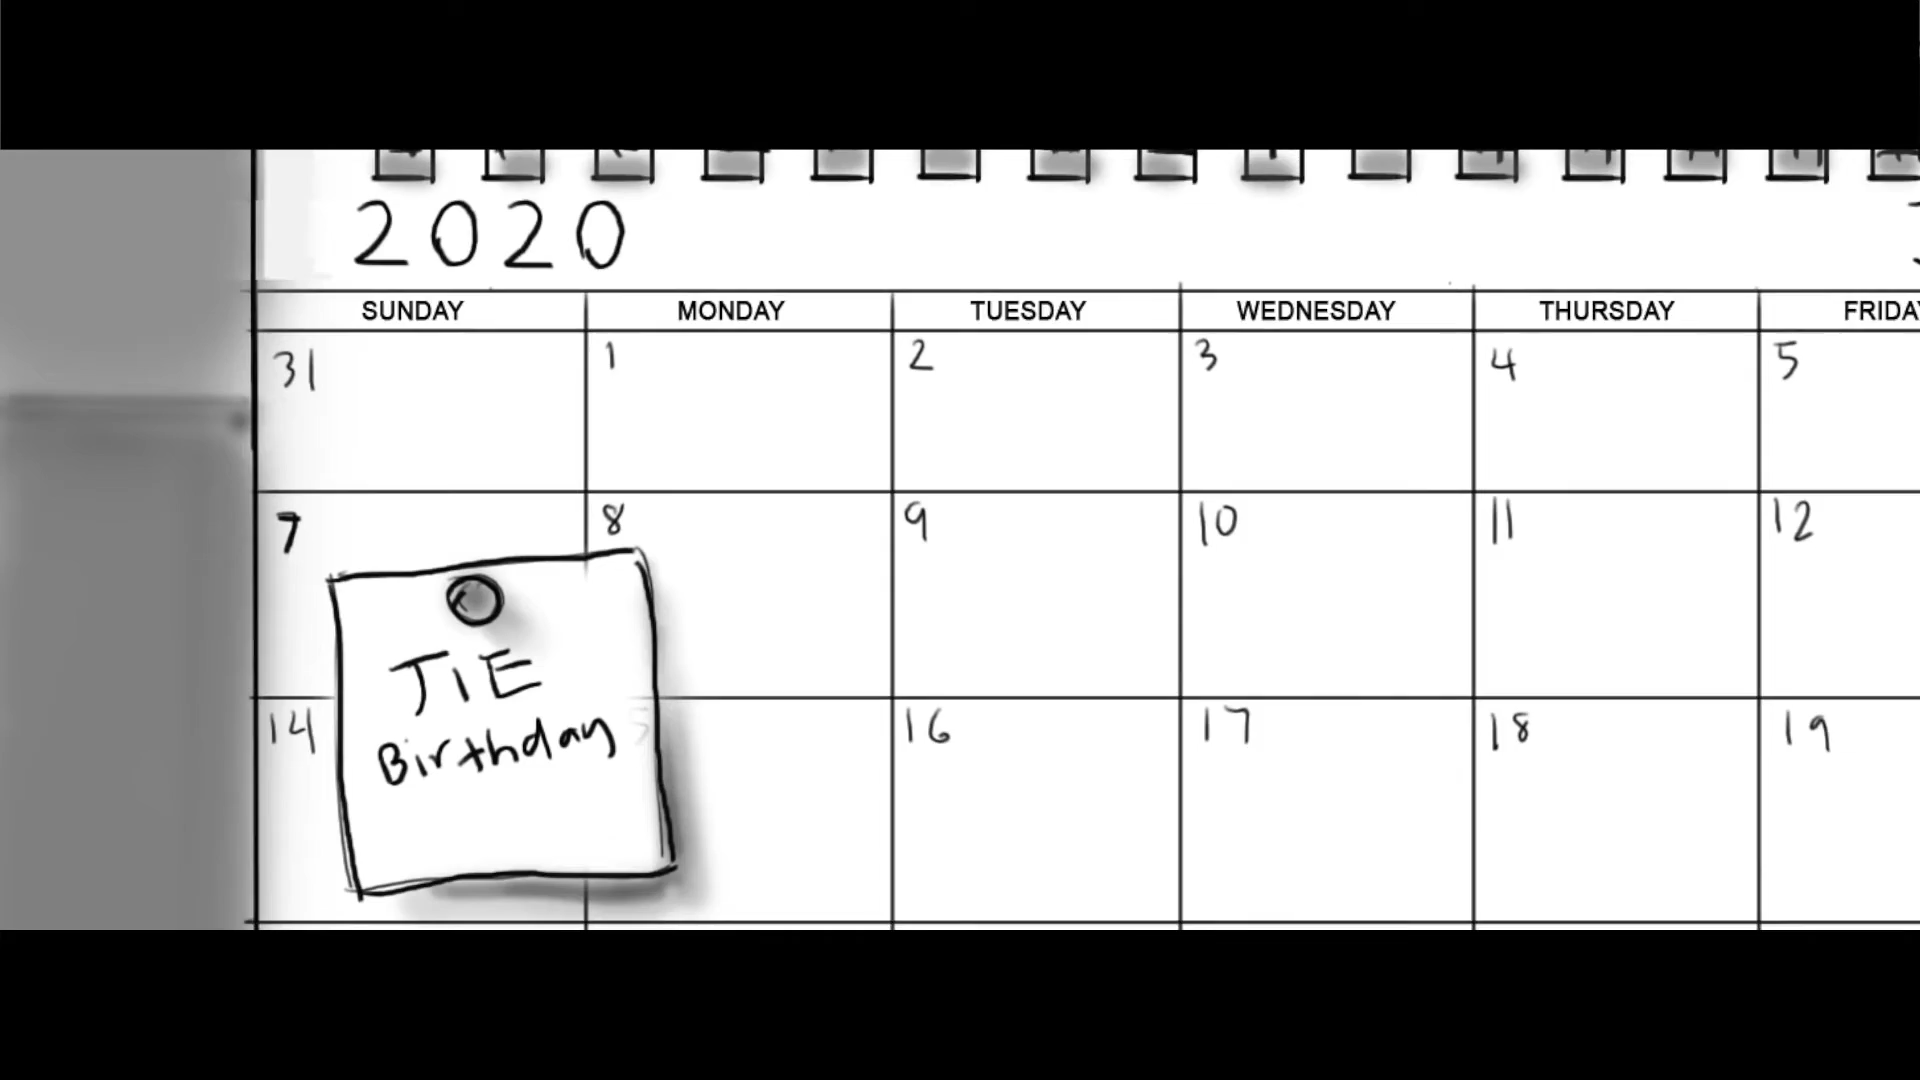 2020
SUNDAY MONDAY TUESDAY WEDNESDAY THURSDAY
31 1 2 3 4 5
7 8 9 10 11 12
JIE
Birthday
14 16 17 18 19